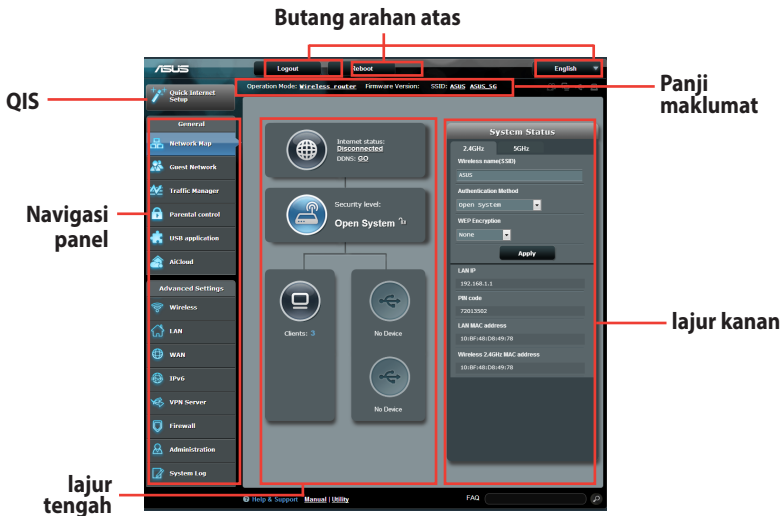 Butang arahan atas
ASUS
Logout
Reboot
English
QIS
Quick Internet
Setup
Operation Mode: Wireless router Firmware Version: SSID: ASUS ASUS_5G
Panji
maklumat
General
Network Map
Guest Network
Traffic Manager
Parental control
USB application
AiCloud
Navigasi
panel
Advanced Settings
Wireless
LAN
WAN
IPv6
VPN Server
Firewall
Administration
System Log
Internet status:
Disconnected
DDNS: GO
Security level:
Open System
Clients: 3
No Device
No Device
System Status
2.4GHz 5GHz
Wireless name(SSID)
ASUS
Authentication Method
Open System
WEP Encryption
None
Apply
LAN IP
192.168.1.1
PIN code
72013502
LAN MAC address
10:BF:48:D8:49:78
Wireless 2.4GHz MAC address
10:BF:48:D8:49:78
lajur kanan
lajur
tengah
Help & Support Manual | Utility
FAQ